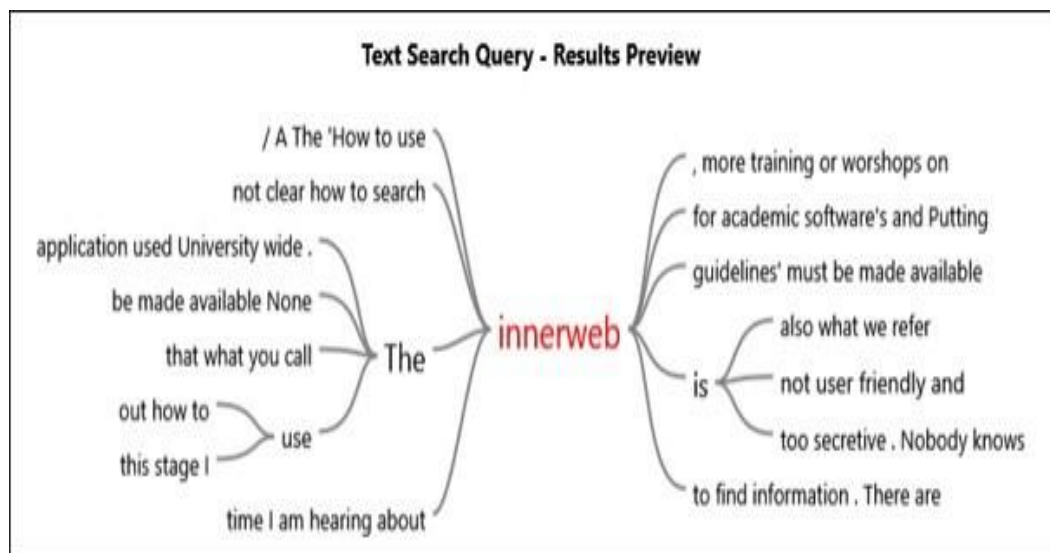 Text Search Query - Results Preview
/ A The 'How to use
not clear how to search
application used University wide .
be made available None
that what you call
The
out how to
use
this stage I
time I am hearing about
innerweb
, more training or worshops on
for academic software's and Putting
guidelines' must be made available
also what we refer
is
not user friendly and
too secretive . Nobody knows
to find information . There are